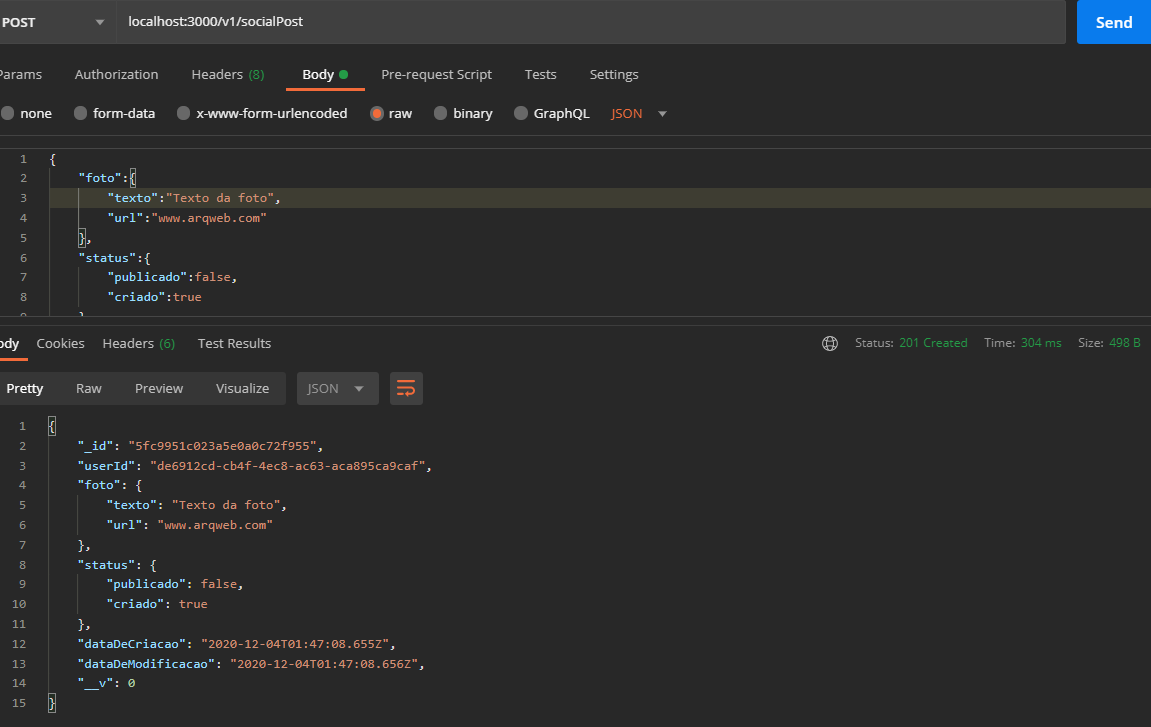 POST localhost:3000/v1/socialPost Send
Params Authorization Headers (8) Body Pre-request Script Tests Settings
none form-data x-www-form-urlencoded raw binary GraphQL JSON
1 {
2 "foto":{
3 "texto":"Texto da foto",
4 "url":"www.arqweb.com"
5 },
6 "status":{
7 "publicado":false,
8 "criado":true
9 }
ody Cookies Headers (6) Test Results Status: 201 Created Time: 304 ms Size: 498 B
Pretty Raw Preview Visualize JSON
1 {
2 "_id": "5fc9951c023a5e0a0c72f955",
3 "userId": "de6912cd-cb4f-4ec8-ac63-aca895ca9caf",
4 "foto": {
5 "texto": "Texto da foto",
6 "url": "www.arqweb.com"
7 },
8 "status": {
9 "publicado": false,
10 "criado": true
11 },
12 "dataDeCriacao": "2020-12-04T01:47:08.655Z",
13 "dataDeModificacao": "2020-12-04T01:47:08.656Z",
14 "__v": 0
15 }